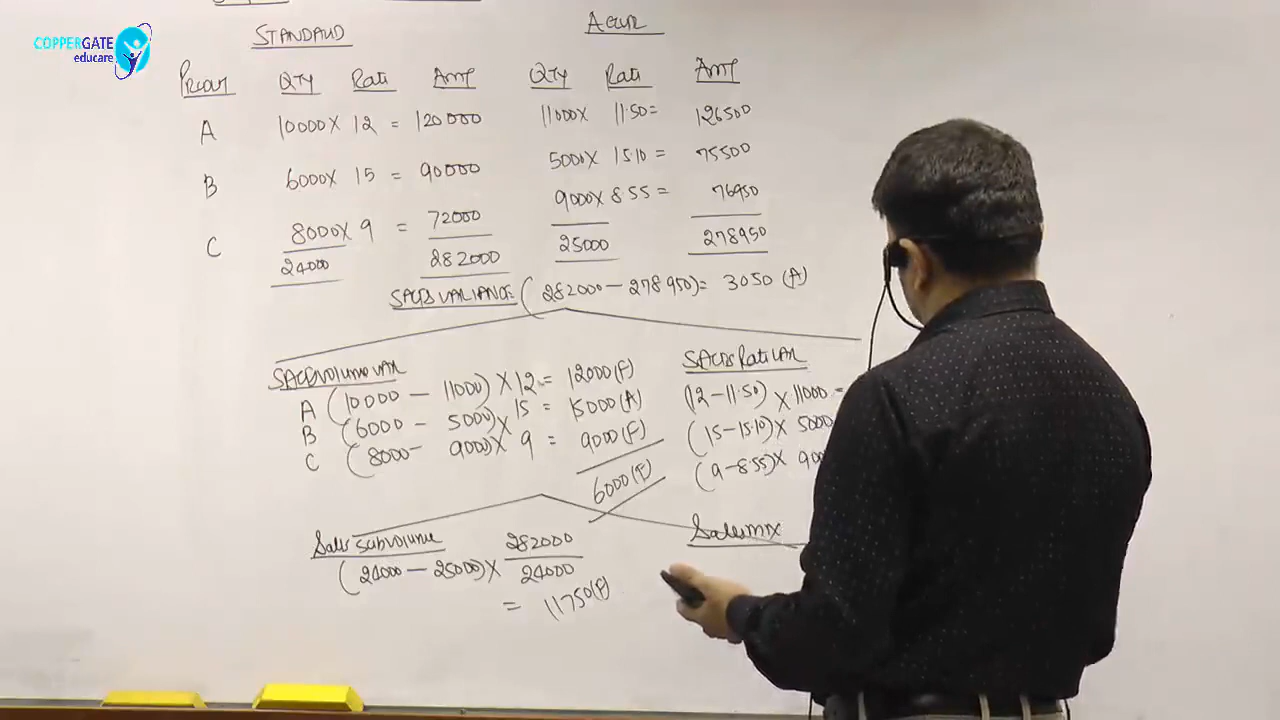 COPPERGATE
educare
STANDARD ACTUAL
PRODUCT QTY Rate AMT QTY Rate AMT
A 10000 X 12 = 120000 11000 X 11.50 = 126500
B 6000 X 15 = 90000 5000 X 15.10 = 75500
C 8000 X 9 = 72000 9000 X 8.55 = 76950
24000 282000 25000 278950
SALES VARIANCE (282000 - 278950) = 3050 (A)
SALES VOLUME VAR SALES Rate VAR
A (10000 - 11000) X 12 = 12000 (F) (12 - 11.50) X 11000 =
B (6000 - 5000) X 15 = 15000 (A) (15 - 15.10) X 5000
C (8000 - 9000) X 9 = 9000 (F) (9 - 8.55) X 900
6000 (F)
Sales SUBVOLUME Sales MIX
(24000 - 25000) X 282000
24000
= 11750 (F)